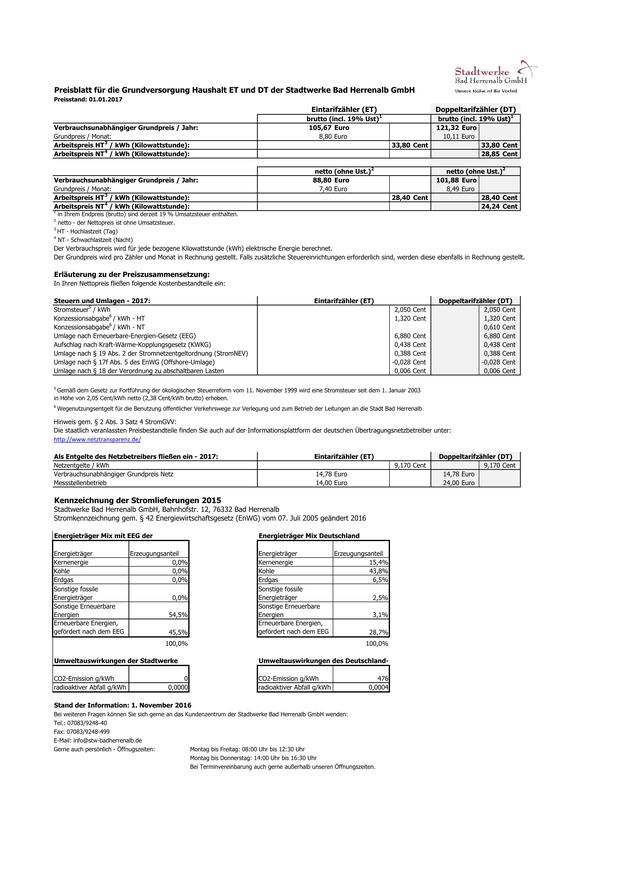 Stadtwerke
Bad Herrenalb GmbH
Unsere Nähe ist Ihr Vorteil
Preisblatt für die Grundversorgung Haushalt ET und DT der Stadtwerke Bad Herrenalb GmbH
Preisstand: 01.01.2017
Eintarifzähler (ET) Doppeltarifzähler (DT)
brutto (incl. 19% Ust)¹ brutto (incl. 19% Ust)¹
Verbrauchsunabhängiger Grundpreis / Jahr: 105,67 Euro 121,32 Euro
Grundpreis / Monat: 8,80 Euro 10,11 Euro
Arbeitspreis HT³ / kWh (Kilowattstunde): 33,80 Cent 33,80 Cent
Arbeitspreis NT⁴ / kWh (Kilowattstunde): 28,85 Cent
netto (ohne Ust.)² netto (ohne Ust.)²
Verbrauchsunabhängiger Grundpreis / Jahr: 88,80 Euro 101,88 Euro
Grundpreis / Monat: 7,40 Euro 8,49 Euro
Arbeitspreis HT³ / kWh (Kilowattstunde): 28,40 Cent 28,40 Cent
Arbeitspreis NT⁴ / kWh (Kilowattstunde): 24,24 Cent
¹ in Ihrem Endpreis (brutto) sind derzeit 19 % Umsatzsteuer enthalten.
² netto - der Nettopreis ist ohne Umsatzsteuer.
³ HT - Hochlastzeit (Tag)
⁴ NT - Schwachlastzeit (Nacht)
Der Verbrauchspreis wird für jede bezogene Kilowattstunde (kWh) elektrische Energie berechnet.
Der Grundpreis wird pro Zähler und Monat in Rechnung gestellt. Falls zusätzliche Steuereinrichtungen erforderlich sind, werden diese ebenfalls in Rechnung gestellt.
Erläuterung zu der Preiszusammensetzung:
In Ihren Nettopreis fließen folgende Kostenbestandteile ein:
Steuern und Umlagen - 2017: Eintarifzähler (ET) Doppeltarifzähler (DT)
Stromsteuer⁵ / kWh 2,050 Cent 2,050 Cent
Konzessionsabgabe⁶ / kWh - HT 1,320 Cent 1,320 Cent
Konzessionsabgabe⁶ / kWh - NT 0,610 Cent
Umlage nach Erneuerbare-Energien-Gesetz (EEG) 6,880 Cent 6,880 Cent
Aufschlag nach Kraft-Wärme-Kopplungsgesetz (KWKG) 0,438 Cent 0,438 Cent
Umlage nach § 19 Abs. 2 der Stromnetzentgeltordnung (StromNEV) 0,388 Cent 0,388 Cent
Umlage nach § 17f Abs. 5 des EnWG (Offshore-Umlage) -0,028 Cent -0,028 Cent
Umlage nach § 18 der Verordnung zu abschaltbaren Lasten 0,006 Cent 0,006 Cent
⁵ Gemäß dem Gesetz zur Fortführung der ökologischen Steuerreform vom 11. November 1999 wird eine Stromsteuer seit dem 1. Januar 2003
in Höhe von 2,05 Cent/kWh netto (2,38 Cent/kWh brutto) erhoben.
⁶ Wegenutzungsentgelt für die Benutzung öffentlicher Verkehrswege zur Verlegung und zum Betrieb der Leitungen an die Stadt Bad Herrenalb
Hinweis gem. § 2 Abs. 3 Satz 4 StromGVV:
Die staatlich veranlassten Preisbestandteile finden Sie auch auf der Informationsplattform der deutschen Übertragungsnetzbetreiber unter:
http://www.netztransparenz.de/
Als Entgelte des Netzbetreibers fließen ein - 2017: Eintarifzähler (ET) Doppeltarifzähler (DT)
Netzentgelte / kWh 9,170 Cent 9,170 Cent
Verbrauchsunabhängiger Grundpreis Netz 14,78 Euro 14,78 Euro
Messstellenbetrieb 14,00 Euro 24,00 Euro
Kennzeichnung der Stromlieferungen 2015
Stadtwerke Bad Herrenalb GmbH, Bahnhofstr. 12, 76332 Bad Herrenalb
Stromkennzeichnung gem. § 42 Energiewirtschaftsgesetz (EnWG) vom 07. Juli 2005 geändert 2016
Energieträger Mix mit EEG der Energieträger Mix Deutschland
Energieträger Erzeugungsanteil Energieträger Erzeugungsanteil
Kernenergie 0,0% Kernenergie 15,4%
Kohle 0,0% Kohle 43,8%
Erdgas 0,0% Erdgas 6,5%
Sonstige fossile Sonstige fossile
Energieträger 0,0% Energieträger 2,5%
Sonstige Erneuerbare Sonstige Erneuerbare
Energien 54,5% Energien 3,1%
Erneuerbare Energien, Erneuerbare Energien,
gefördert nach dem EEG 45,5% gefördert nach dem EEG 28,7%
100,0% 100,0%
Umweltauswirkungen der Stadtwerke Umweltauswirkungen des Deutschland-
CO2-Emission g/kWh 0 CO2-Emission g/kWh 476
radioaktiver Abfall g/kWh 0,0000 radioaktiver Abfall g/kWh 0,0004
Stand der Information: 1. November 2016
Bei weiteren Fragen können Sie sich gerne an das Kundenzentrum der Stadtwerke Bad Herrenalb GmbH wenden:
Tel.: 07083/9248-40
Fax: 07083/9248-499
E-Mail: info@stw-badherrenalb.de
Gerne auch persönlich - Öffnugszeiten: Montag bis Freitag: 08:00 Uhr bis 12:30 Uhr
Montag bis Donnerstag: 14:00 Uhr bis 16:30 Uhr
Bei Terminvereinbarung auch gerne außerhalb unseren Öffnungszeiten.